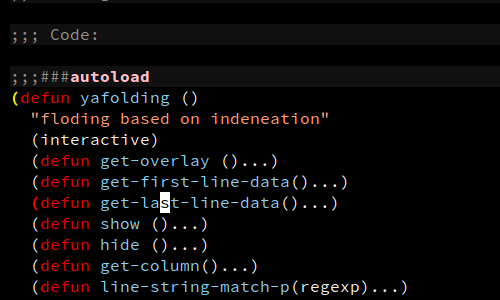 ;;; Code:
;;;###autoload
(defun yafolding ()
"floding based on indeneation"
(interactive)
(defun get-overlay ()...)
(defun get-first-line-data()...)
(defun get-last-line-data()...)
(defun show ()...)
(defun hide ()...)
(defun get-column()...)
(defun line-string-match-p(regexp)...)